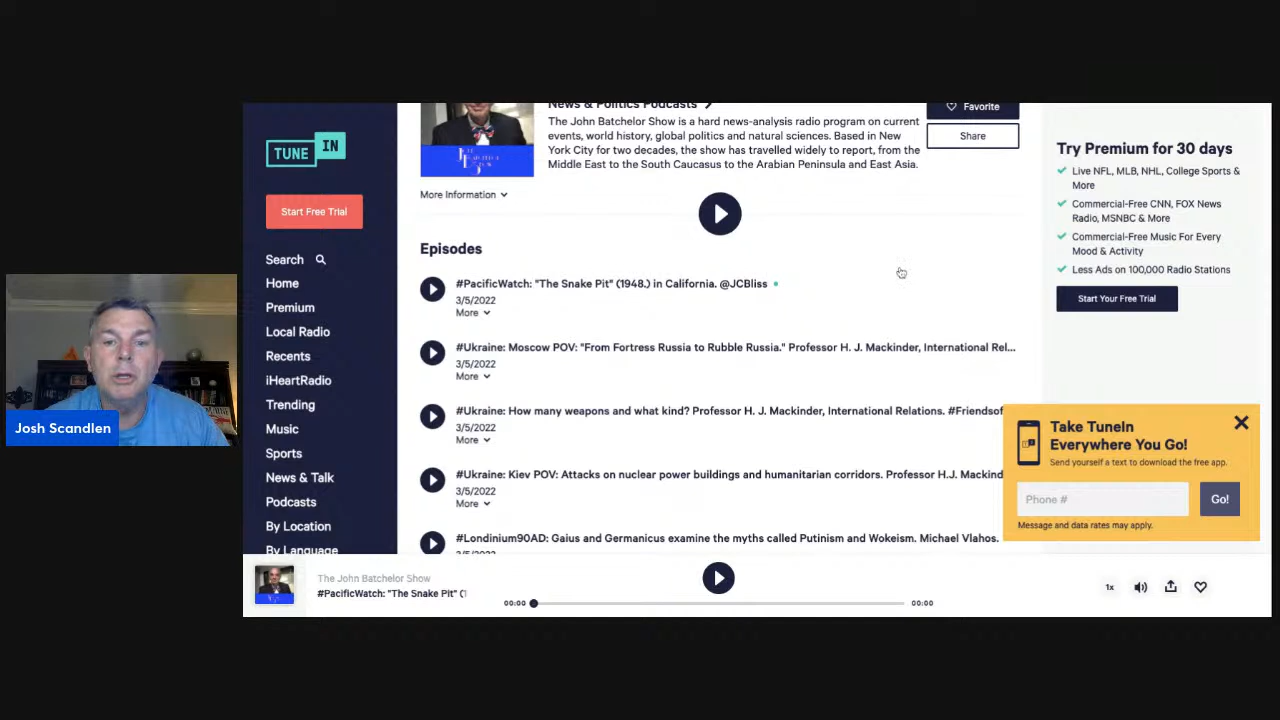 TUNE IN
Start Free Trial
Search
Home
Premium
Local Radio
Recents
iHeartRadio
Trending
Music
Sports
News & Talk
Podcasts
By Location
By Language
Josh Scandlen
News & Politics Podcasts
The John Batchelor Show is a hard news-analysis radio program on current
events, world history, global politics and natural sciences. Based in New
York City for two decades, the show has travelled widely to report, from the
Middle East to the South Caucasus to the Arabian Peninsula and East Asia.
More Information
Favorite
Share
Episodes
#PacificWatch: "The Snake Pit" (1948.) in California. @JCBliss
3/5/2022
More
#Ukraine: Moscow POV: "From Fortress Russia to Rubble Russia." Professor H. J. Mackinder, International Rel...
3/5/2022
More
#Ukraine: How many weapons and what kind? Professor H. J. Mackinder, International Relations. #Friendsof
3/5/2022
More
#Ukraine: Kiev POV: Attacks on nuclear power buildings and humanitarian corridors. Professor H.J. Mackind
3/5/2022
More
#Londinium90AD: Gaius and Germanicus examine the myths called Putinism and Wokeism. Michael Vlahos.
3/5/2022
Try Premium for 30 days
Live NFL, MLB, NHL, College Sports &
More
Commercial-Free CNN, FOX News
Radio, MSNBC & More
Commercial-Free Music For Every
Mood & Activity
Less Ads on 100,000 Radio Stations
Start Your Free Trial
Take TuneIn
Everywhere You Go!
Send yourself a text to download the free app.
Phone #
Go!
Message and data rates may apply.
The John Batchelor Show
#PacificWatch: "The Snake Pit" (1
00:00
00:00
1x